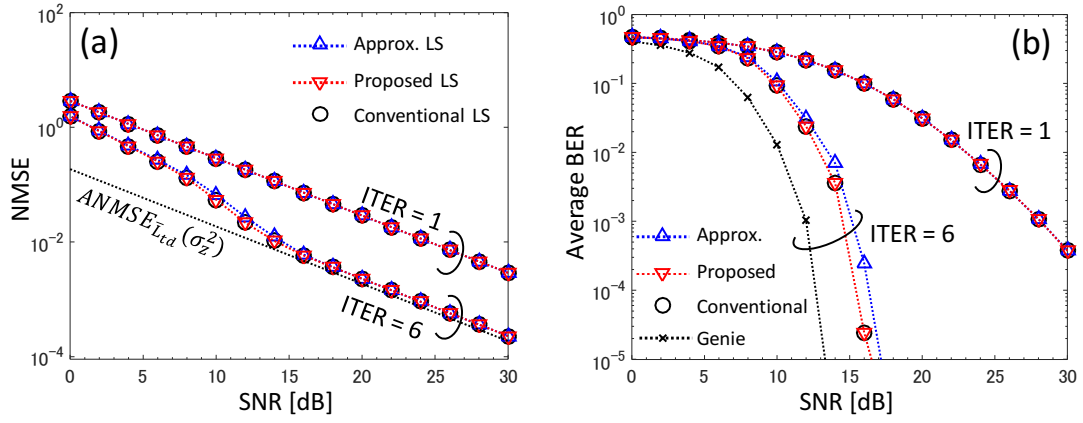 (a)
Approx. LS
Proposed LS
Conventional LS
10^2
10^0
10^-2
10^-4
NMSE
ITER = 1
ANMSE_{\bar{L}_{td}}(σ_z^2)
ITER = 6
0 5 10 15 20 25 30
SNR [dB]
(b)
10^0
10^-1
10^-2
10^-3
10^-4
10^-5
Average BER
ITER = 1
ITER = 6
Approx.
Proposed
Conventional
Genie
0 5 10 15 20 25 30
SNR [dB]